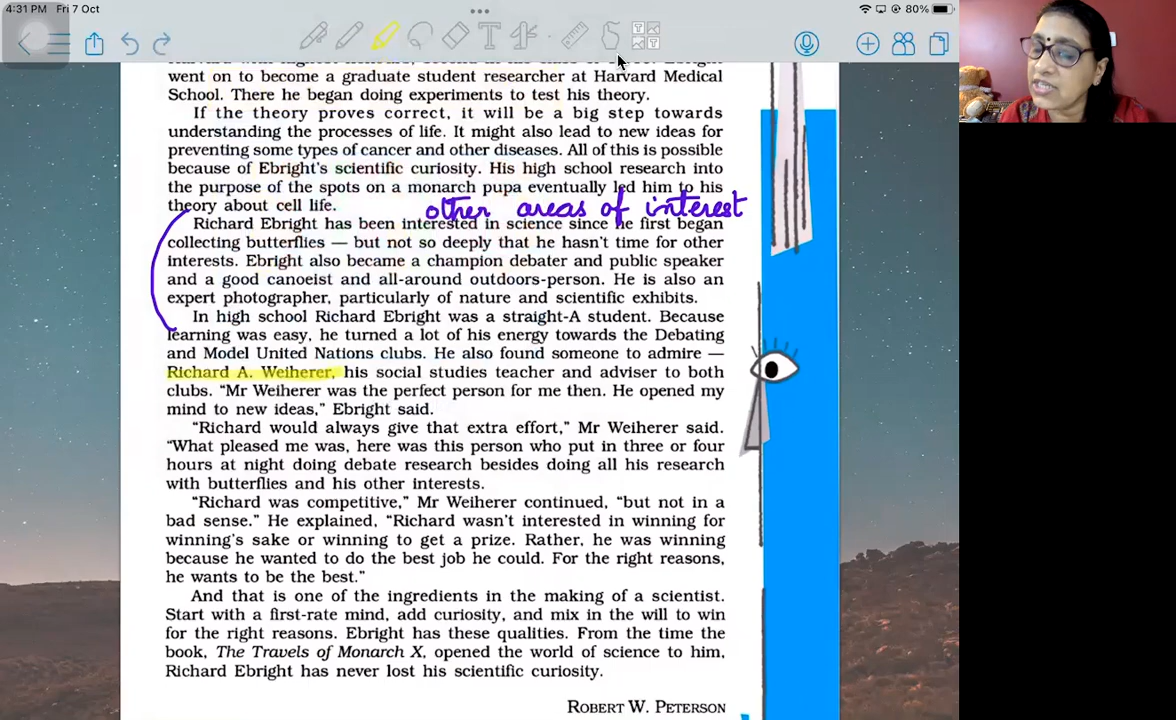 4:31 PM Fri 7 Oct
80%
went on to become a graduate student researcher at Harvard Medical
School. There he began doing experiments to test his theory.
If the theory proves correct, it will be a big step towards
understanding the processes of life. It might also lead to new ideas for
preventing some types of cancer and other diseases. All of this is possible
because of Ebright's scientific curiosity. His high school research into
the purpose of the spots on a monarch pupa eventually led him to his
theory about cell life.
other areas of interest
Richard Ebright has been interested in science since he first began
collecting butterflies — but not so deeply that he hasn't time for other
interests. Ebright also became a champion debater and public speaker
and a good canoeist and all-around outdoors-person. He is also an
expert photographer, particularly of nature and scientific exhibits.
In high school Richard Ebright was a straight-A student. Because
learning was easy, he turned a lot of his energy towards the Debating
and Model United Nations clubs. He also found someone to admire —
Richard A. Weiherer, his social studies teacher and adviser to both
clubs. “Mr Weiherer was the perfect person for me then. He opened my
mind to new ideas,” Ebright said.
“Richard would always give that extra effort,” Mr Weiherer said.
“What pleased me was, here was this person who put in three or four
hours at night doing debate research besides doing all his research
with butterflies and his other interests.
“Richard was competitive,” Mr Weiherer continued, “but not in a
bad sense.” He explained, “Richard wasn't interested in winning for
winning's sake or winning to get a prize. Rather, he was winning
because he wanted to do the best job he could. For the right reasons,
he wants to be the best.”
And that is one of the ingredients in the making of a scientist.
Start with a first-rate mind, add curiosity, and mix in the will to win
for the right reasons. Ebright has these qualities. From the time the
book, The Travels of Monarch X, opened the world of science to him,
Richard Ebright has never lost his scientific curiosity.
ROBERT W. PETERSON